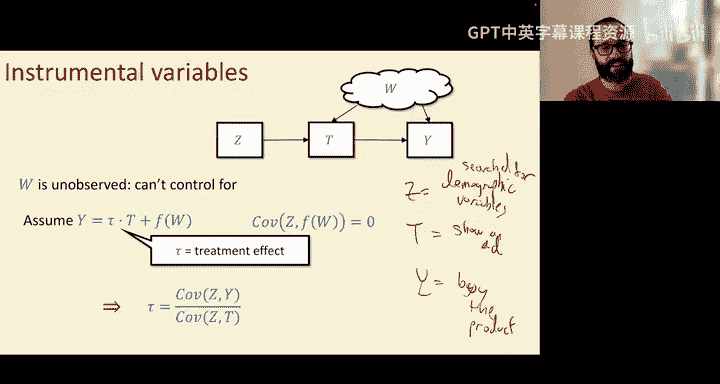 GPT中英字幕课程资源
Instrumental variables
W
Z
T
Y
W is unobserved: can't control for
Assume Y = τ · T + f(W)
Cov(Z, f(W)) = 0
τ = treatment effect
⇒ τ = Cov(Z, Y) / Cov(Z, T)
searched for
Z = demographic
variables
T = show an
ad
Y = buy
the
product